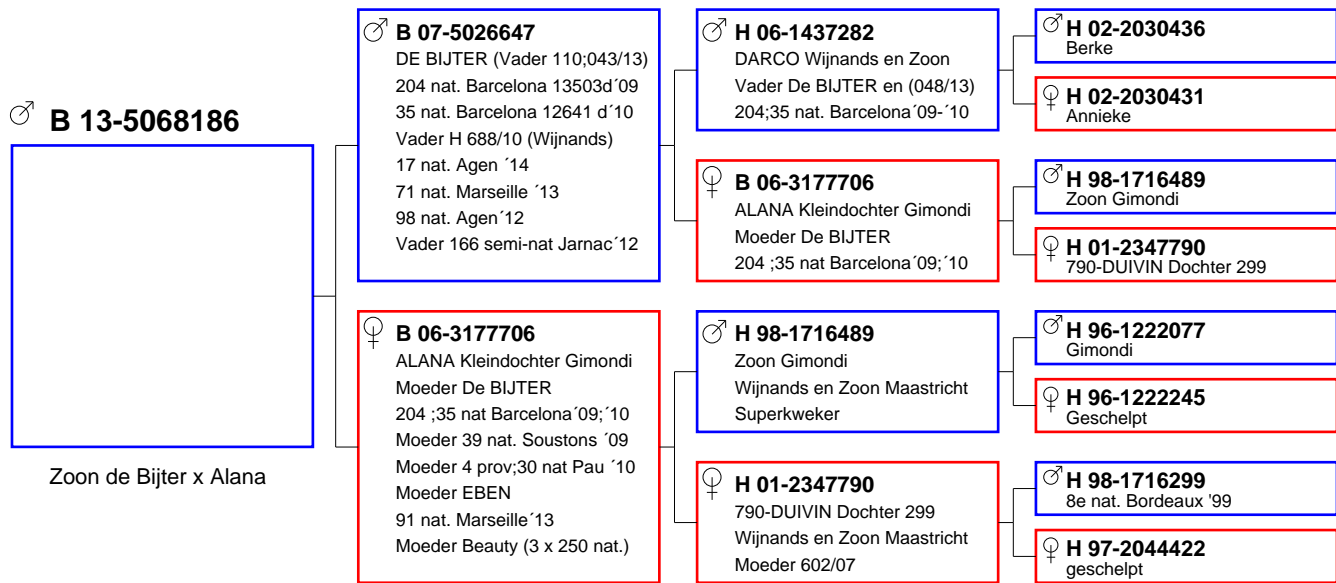 B 13-5068186
Zoon de Bijter x Alana
B 07-5026647
DE BIJTER (Vader 110;043/13)
204 nat. Barcelona 13503d´09
35 nat. Barcelona 12641 d´10
Vader H 688/10 (Wijnands)
17 nat. Agen ´14
71 nat. Marseille ´13
98 nat. Agen´12
Vader 166 semi-nat Jarnac´12
B 06-3177706
ALANA Kleindochter Gimondi
Moeder De BIJTER
204 ;35 nat Barcelona´09;´10
Moeder 39 nat. Soustons ´09
Moeder 4 prov;30 nat Pau ´10
Moeder EBEN
91 nat. Marseille´13
Moeder Beauty (3 x 250 nat.)
H 06-1437282
DARCO Wijnands en Zoon
Vader De BIJTER en (048/13)
204;35 nat. Barcelona´09-´10
B 06-3177706
ALANA Kleindochter Gimondi
Moeder De BIJTER
204 ;35 nat Barcelona´09;´10
H 98-1716489
Zoon Gimondi
Wijnands en Zoon Maastricht
Superkweker
H 01-2347790
790-DUIVIN Dochter 299
Wijnands en Zoon Maastricht
Moeder 602/07
H 02-2030436
Berke
H 02-2030431
Annieke
H 98-1716489
Zoon Gimondi
H 01-2347790
790-DUIVIN Dochter 299
H 96-1222077
Gimondi
H 96-1222245
Geschelpt
H 98-1716299
8e nat. Bordeaux '99
H 97-2044422
geschelpt